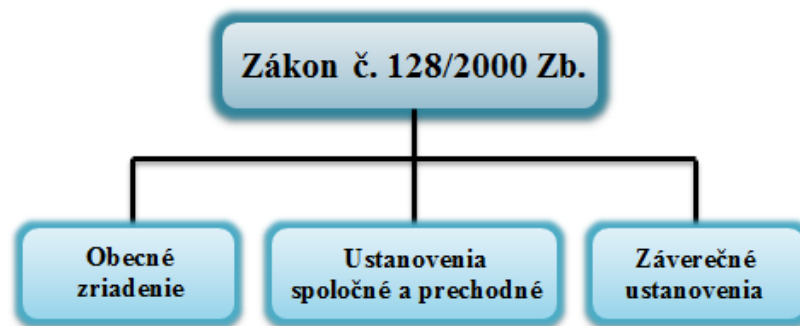 Zákon č. 128/2000 Zb.
Obecné
zriadenie
Ustanovenia
spoločné a prechodné
Záverečné
ustanovenia